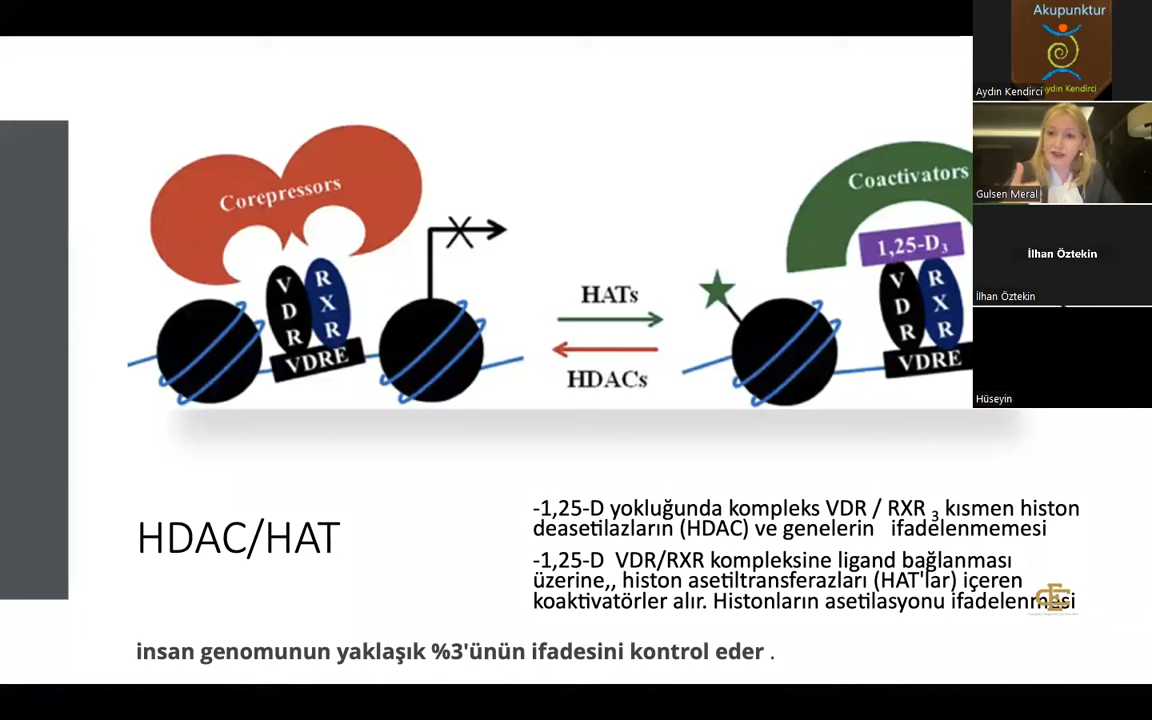 Akupunktur
Aydın Kendirci
Aydın Kendirci
Gulsen Meral
İlhan Öztekin
İlhan Öztekin
Hüseyin
Corepressors
VDR
RXR
VDRE
HATs
HDACs
Coactivators
1,25-D3
VDR
RXR
VDRE
HDAC/HAT
-1,25-D yokluğunda kompleks VDR / RXR 3 kısmen histon
deasetilazların (HDAC) ve genelerin ifadelenmemesi
-1,25-D VDR/RXR kompleksine ligand bağlanması
üzerine,, histon asetiltransferazları (HAT'lar) içeren
koaktivatörler alır. Histonların asetilasyonu ifadelenmesi
insan genomunun yaklaşık %3'ünün ifadesini kontrol eder .